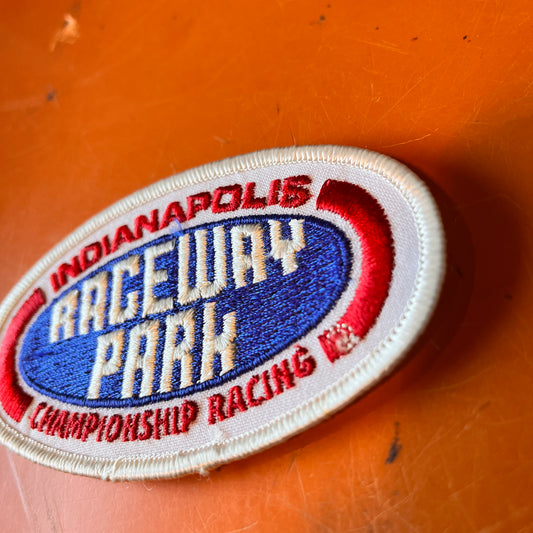 INDIANAPOLIS
RACEWAY
PARK
CHAMPIONSHIP RACING